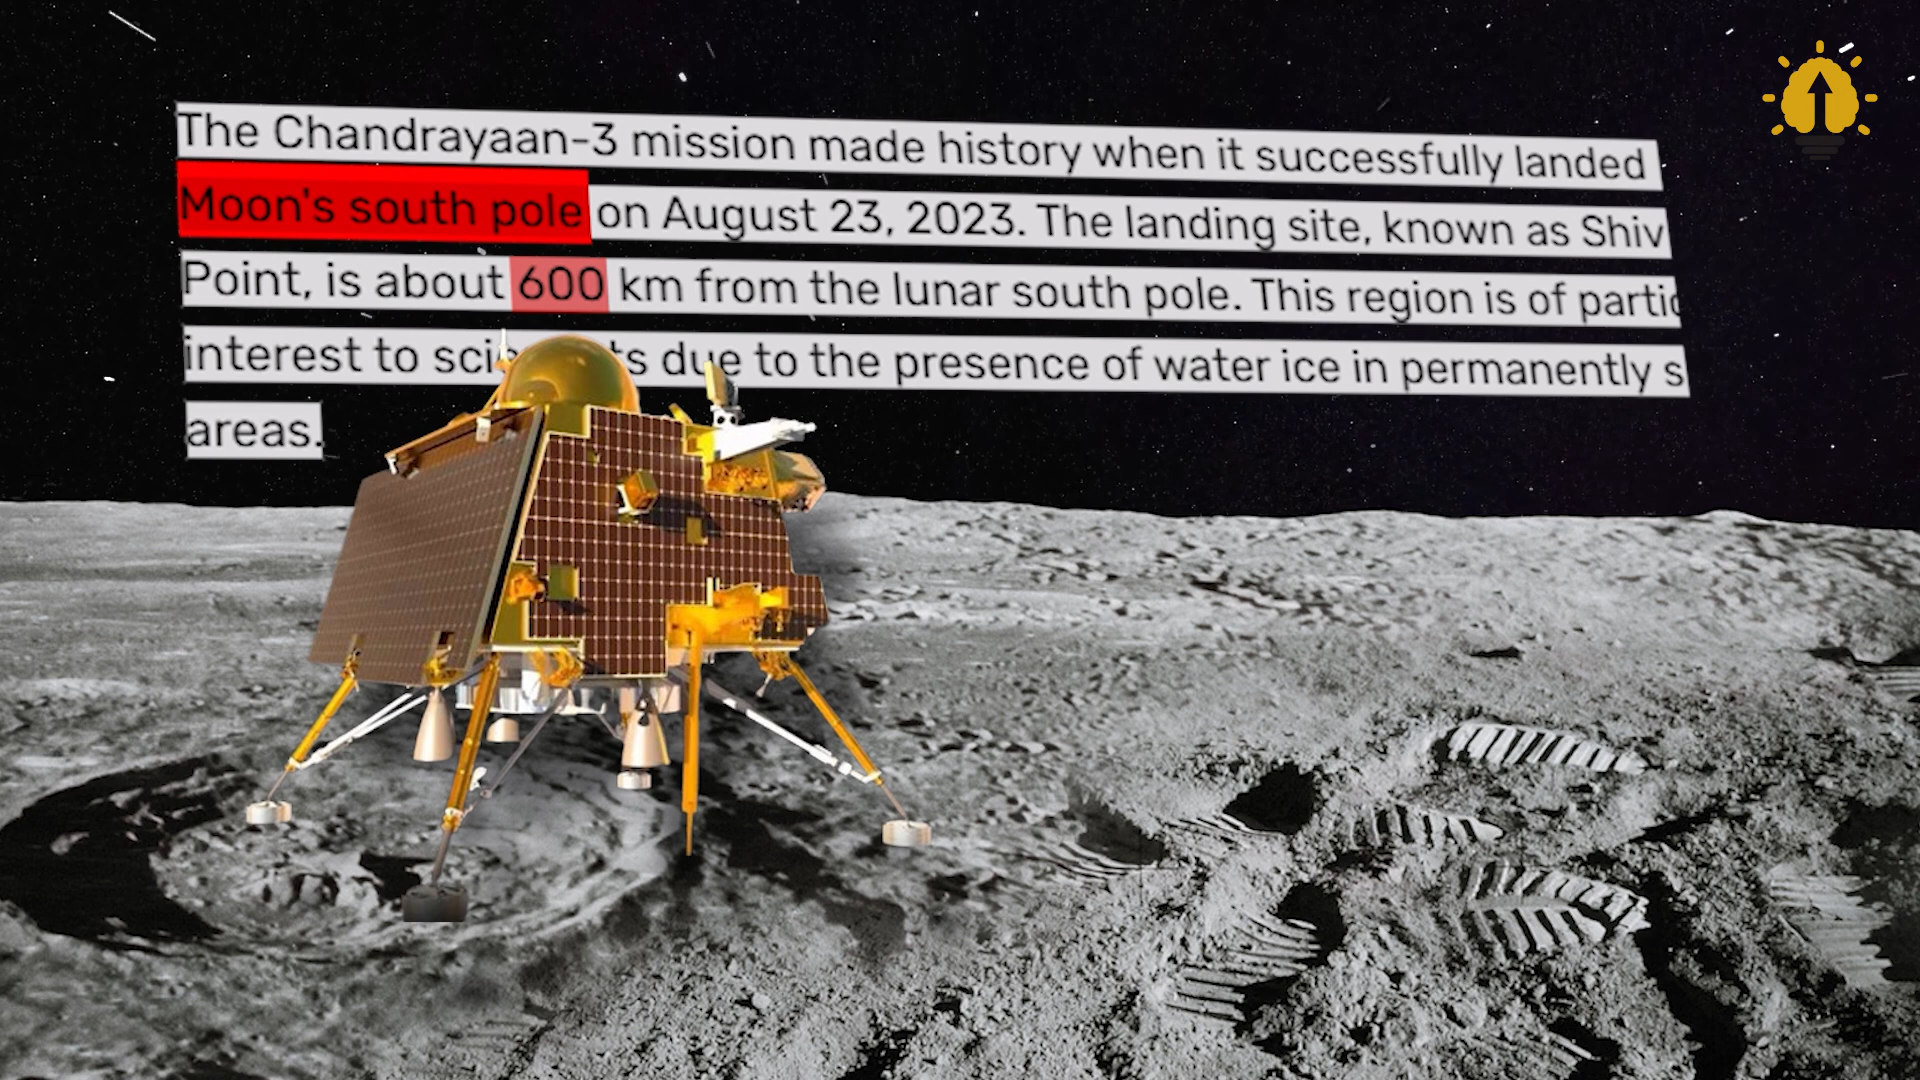 The Chandrayaan-3 mission made history when it successfully landed
Moon's south pole on August 23, 2023. The landing site, known as Shiv
Point, is about 600 km from the lunar south pole. This region is of
interest to due to the presence of water ice in permanently
areas.